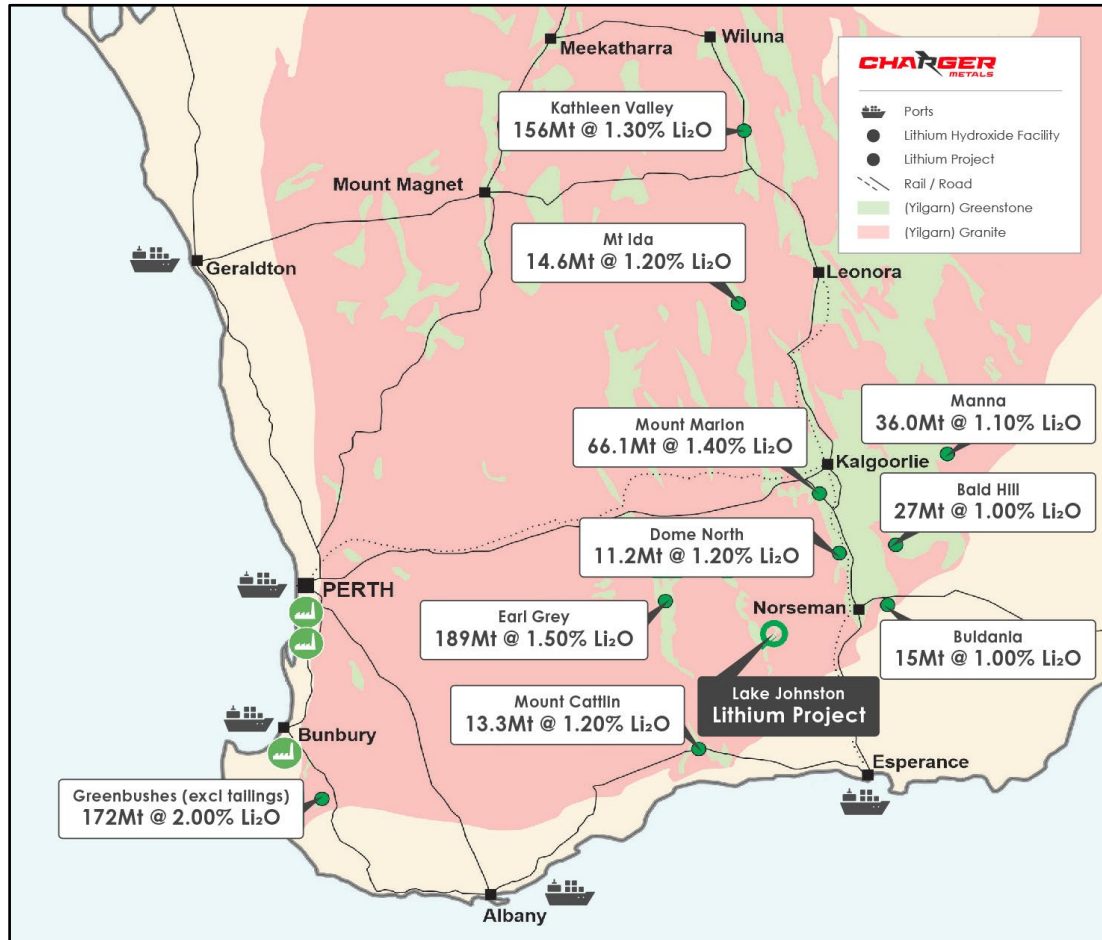 Meekatharra
Wiluna
CHARGER
METALS
Ports
Lithium Hydroxide Facility
Lithium Project
Rail / Road
(Yilgarn) Greenstone
(Yilgarn) Granite
Kathleen Valley
156Mt @ 1.30% Li₂O
Mount Magnet
Mt Ida
14.6Mt @ 1.20% Li₂O
Geraldton
Leonora
Manna
36.0Mt @ 1.10% Li₂O
Mount Marion
66.1Mt @ 1.40% Li₂O
Kalgoorlie
Bald Hill
27Mt @ 1.00% Li₂O
Dome North
11.2Mt @ 1.20% Li₂O
PERTH
Earl Grey
189Mt @ 1.50% Li₂O
Norseman
Buldania
15Mt @ 1.00% Li₂O
Lake Johnston
Lithium Project
Mount Cattlin
13.3Mt @ 1.20% Li₂O
Bunbury
Esperance
Greenbushes (excl tailings)
172Mt @ 2.00% Li₂O
Albany